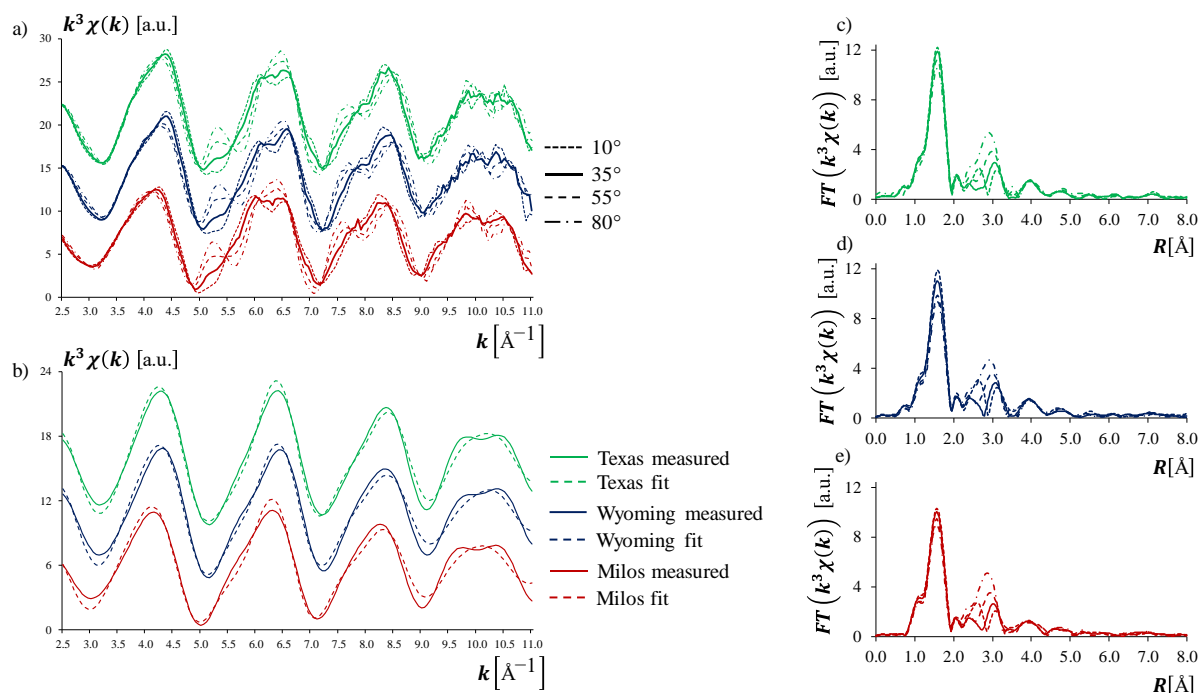 a)
k³χ(k) [a.u.]
30
25
20
15
10
5
0
2.5 3.0 3.5 4.0 4.5 5.0 5.5 6.0 6.5 7.0 7.5 8.0 8.5 9.0 9.5 10.0 10.5 11.0
k[Å⁻¹]
10°
35°
55°
80°
b)
k³χ(k) [a.u.]
24
18
12
6
0
2.5 3.0 3.5 4.0 4.5 5.0 5.5 6.0 6.5 7.0 7.5 8.0 8.5 9.0 9.5 10.0 10.5 11.0
k[Å⁻¹]
Texas measured
Texas fit
Wyoming measured
Wyoming fit
Milos measured
Milos fit
c)
FT (k³χ(k)) [a.u.]
12
8
4
0
0.0 1.0 2.0 3.0 4.0 5.0 6.0 7.0 8.0
R[Å]
d)
FT (k³χ(k)) [a.u.]
12
8
4
0
0.0 1.0 2.0 3.0 4.0 5.0 6.0 7.0 8.0
R[Å]
e)
FT (k³χ(k)) [a.u.]
12
8
4
0
0.0 1.0 2.0 3.0 4.0 5.0 6.0 7.0 8.0
R[Å]